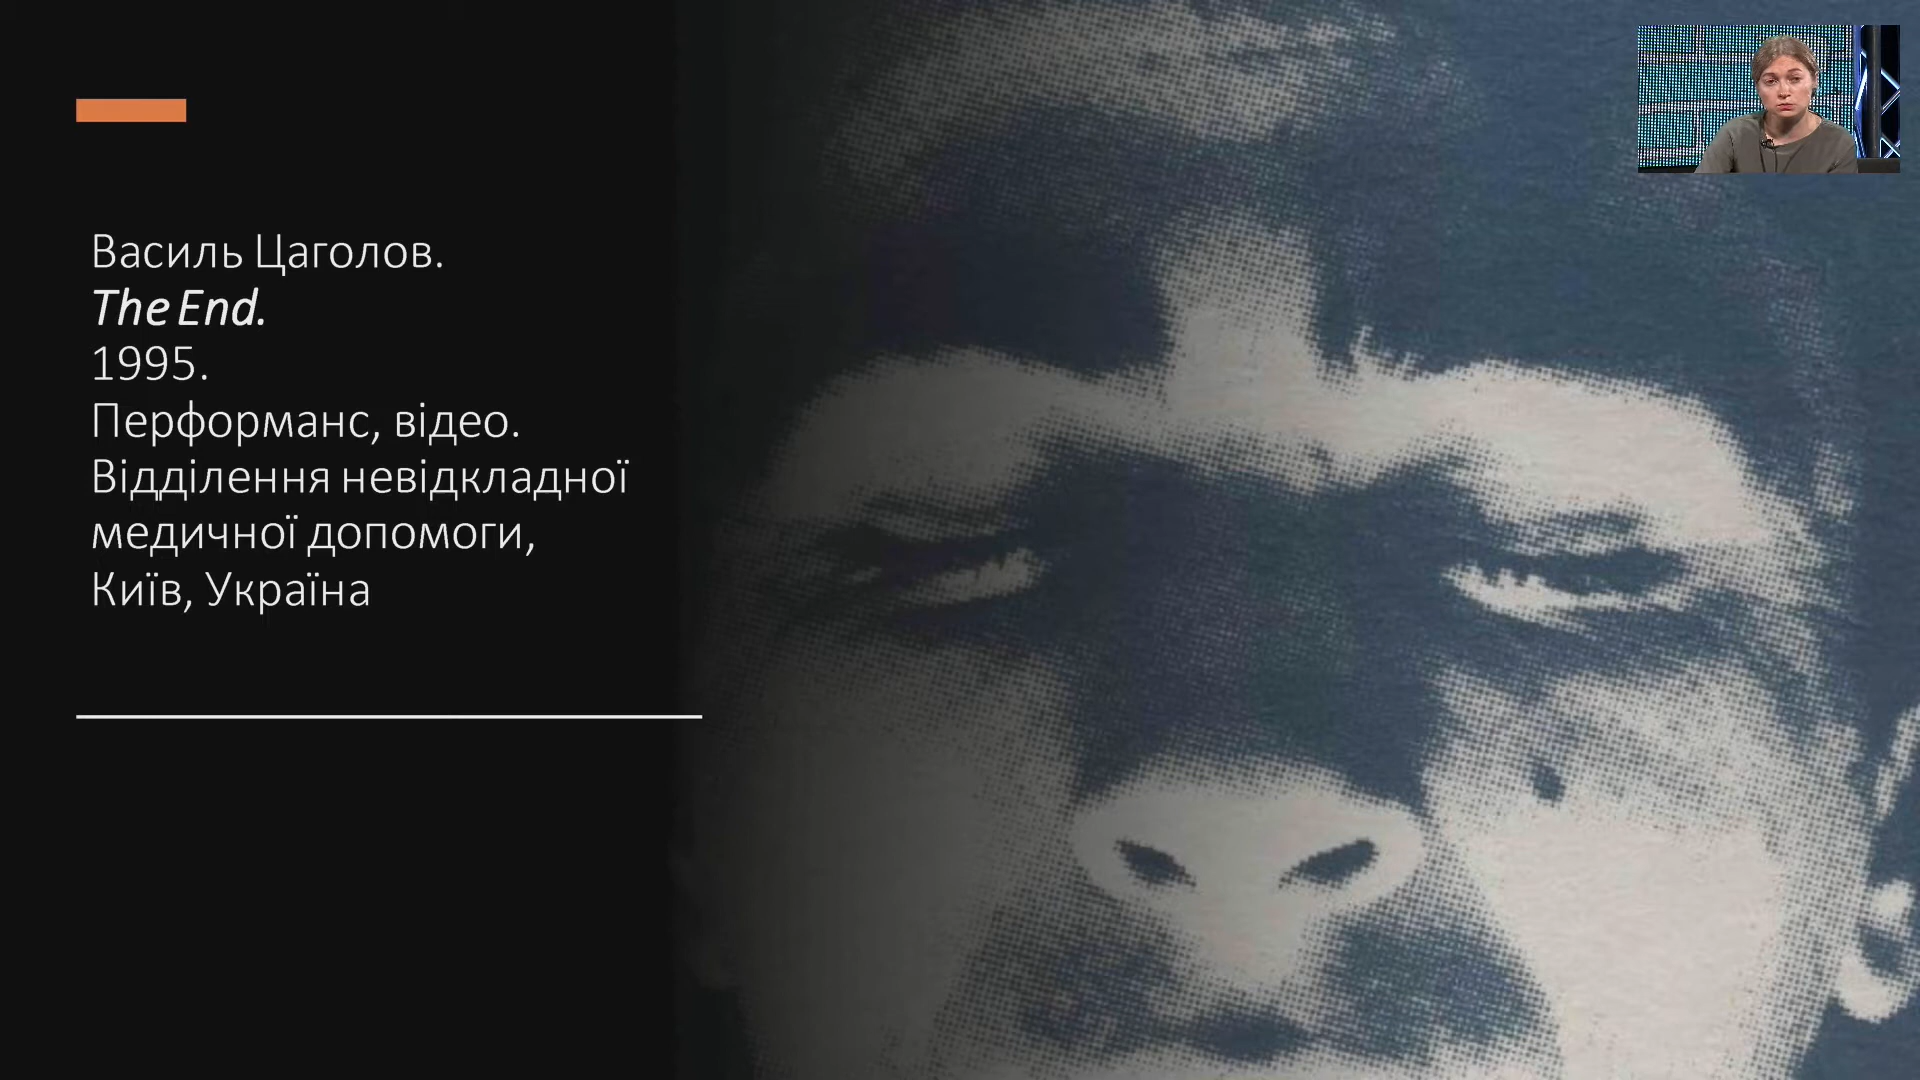 Василь Цаголов.
The End.
1995.
Перформанс, відео.
Відділення невідкладної
медичної допомоги,
Київ, Україна